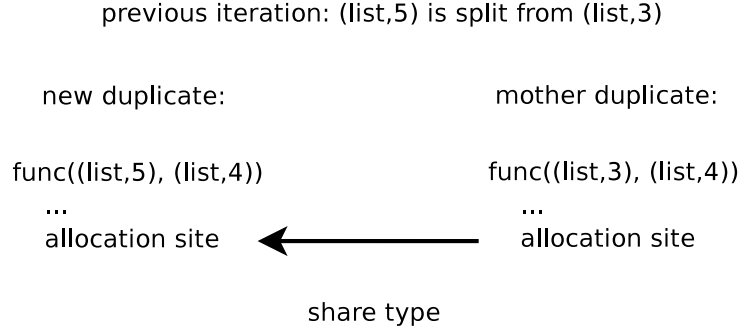 previous iteration: (list,5) is split from (list,3)
new duplicate:
mother duplicate:
func((list,5), (list,4))
func((list,3), (list,4))
...
...
allocation site
allocation site
share type